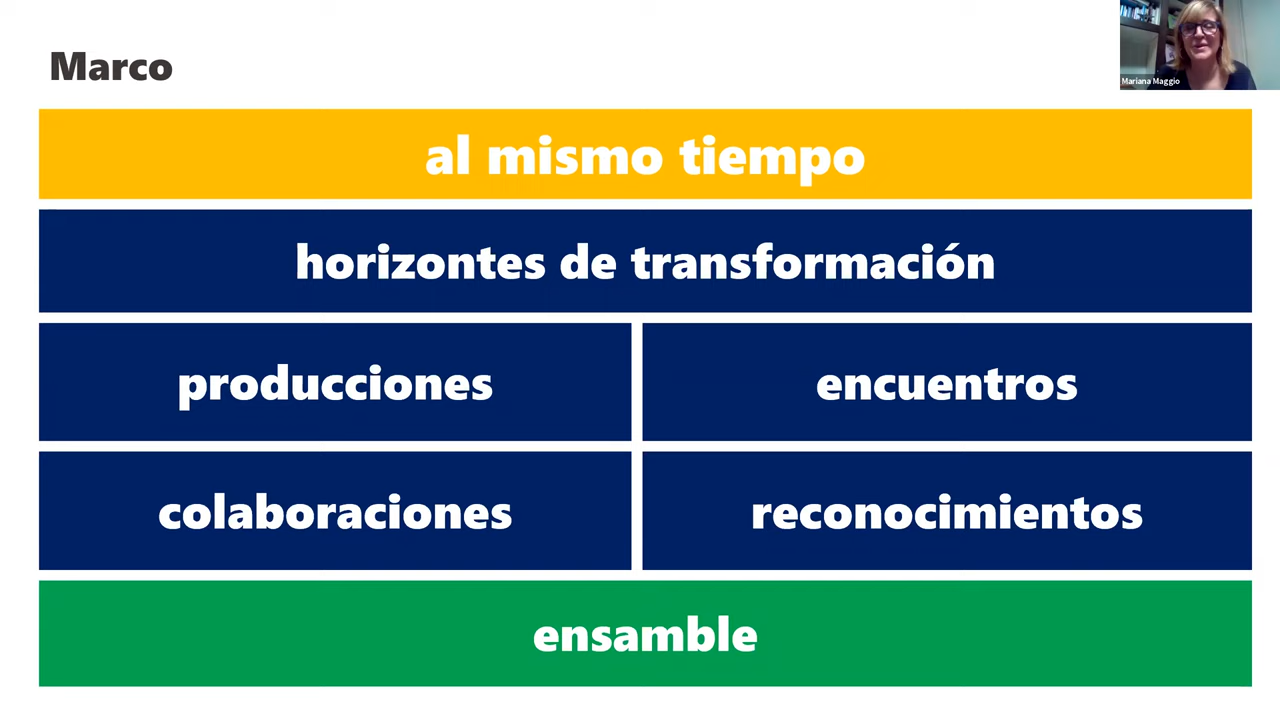 Marco
Mariana Maggio
al mismo tiempo
horizontes de transformación
producciones
encuentros
colaboraciones
reconocimientos
ensamble